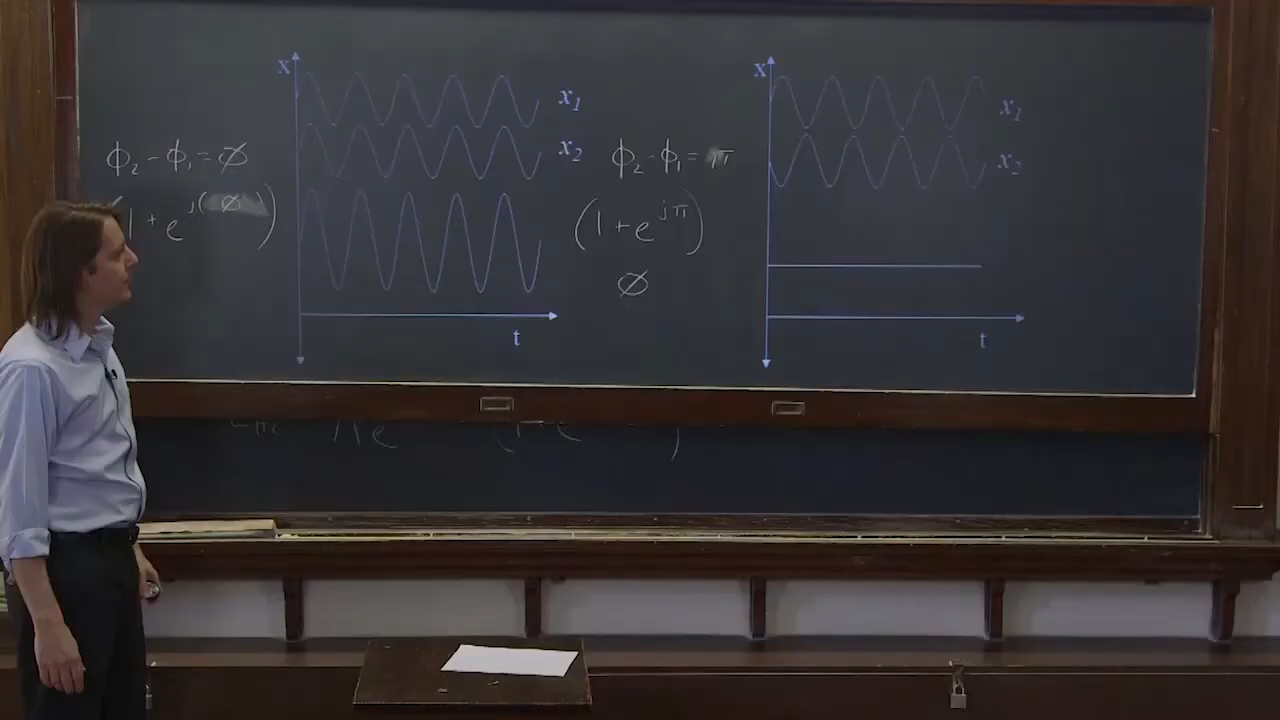 x
x₁
x₂
ϕ₂ - ϕ₁ = ∅
(1 + e^{j(∅)})
t
x
x₁
x₂
ϕ₂ - ϕ₁ = π
(1 + e^{jπ})
∅
t